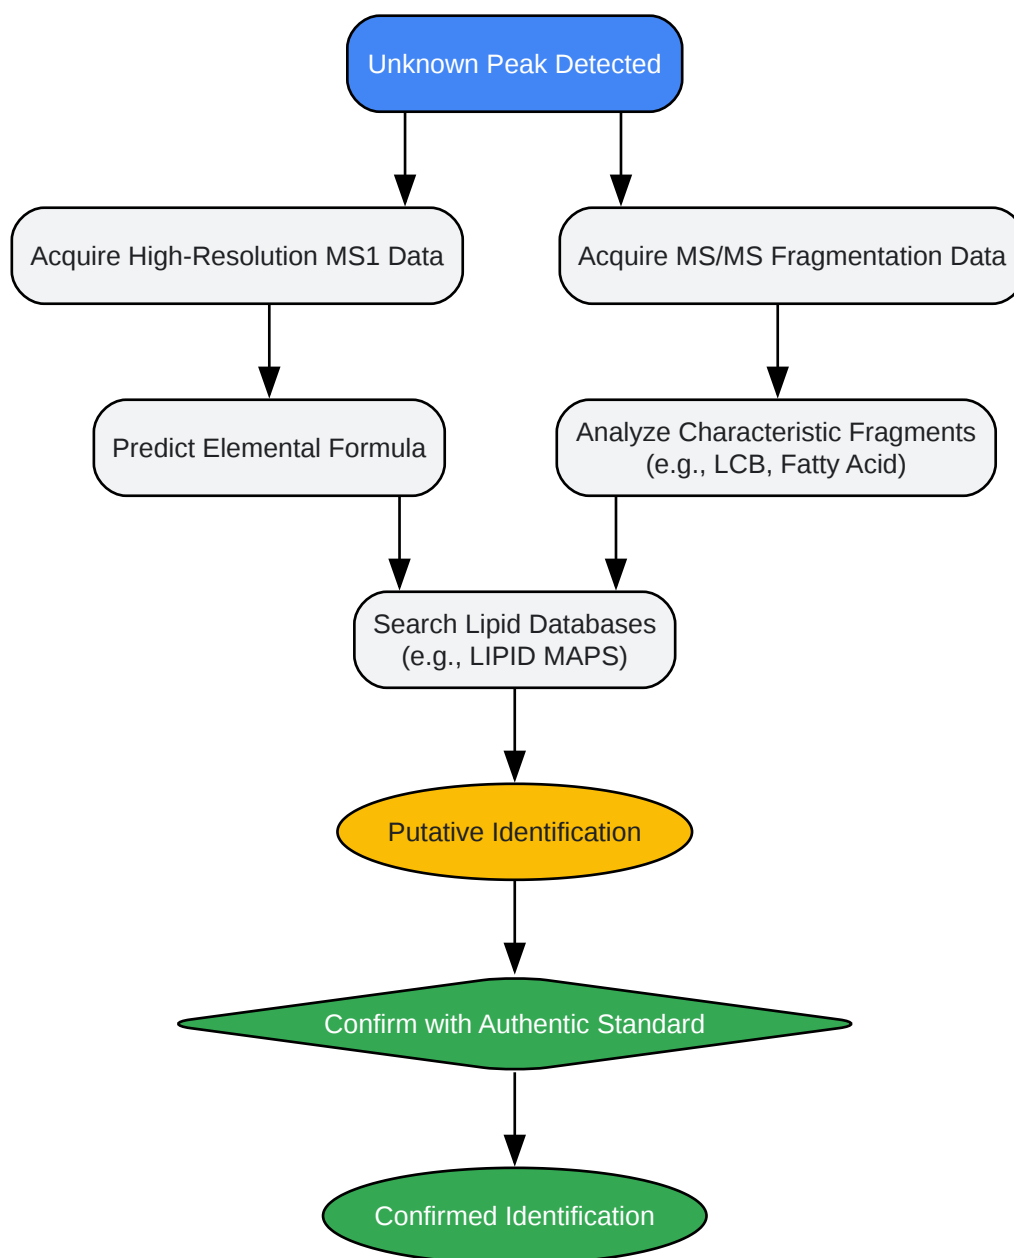 Unknown Peak Detected
Acquire High-Resolution MS1 Data
Acquire MS/MS Fragmentation Data
Predict Elemental Formula
Analyze Characteristic Fragments
(e.g., LCB, Fatty Acid)
Search Lipid Databases
(e.g., LIPID MAPS)
Putative Identification
Confirm with Authentic Standard
Confirmed Identification